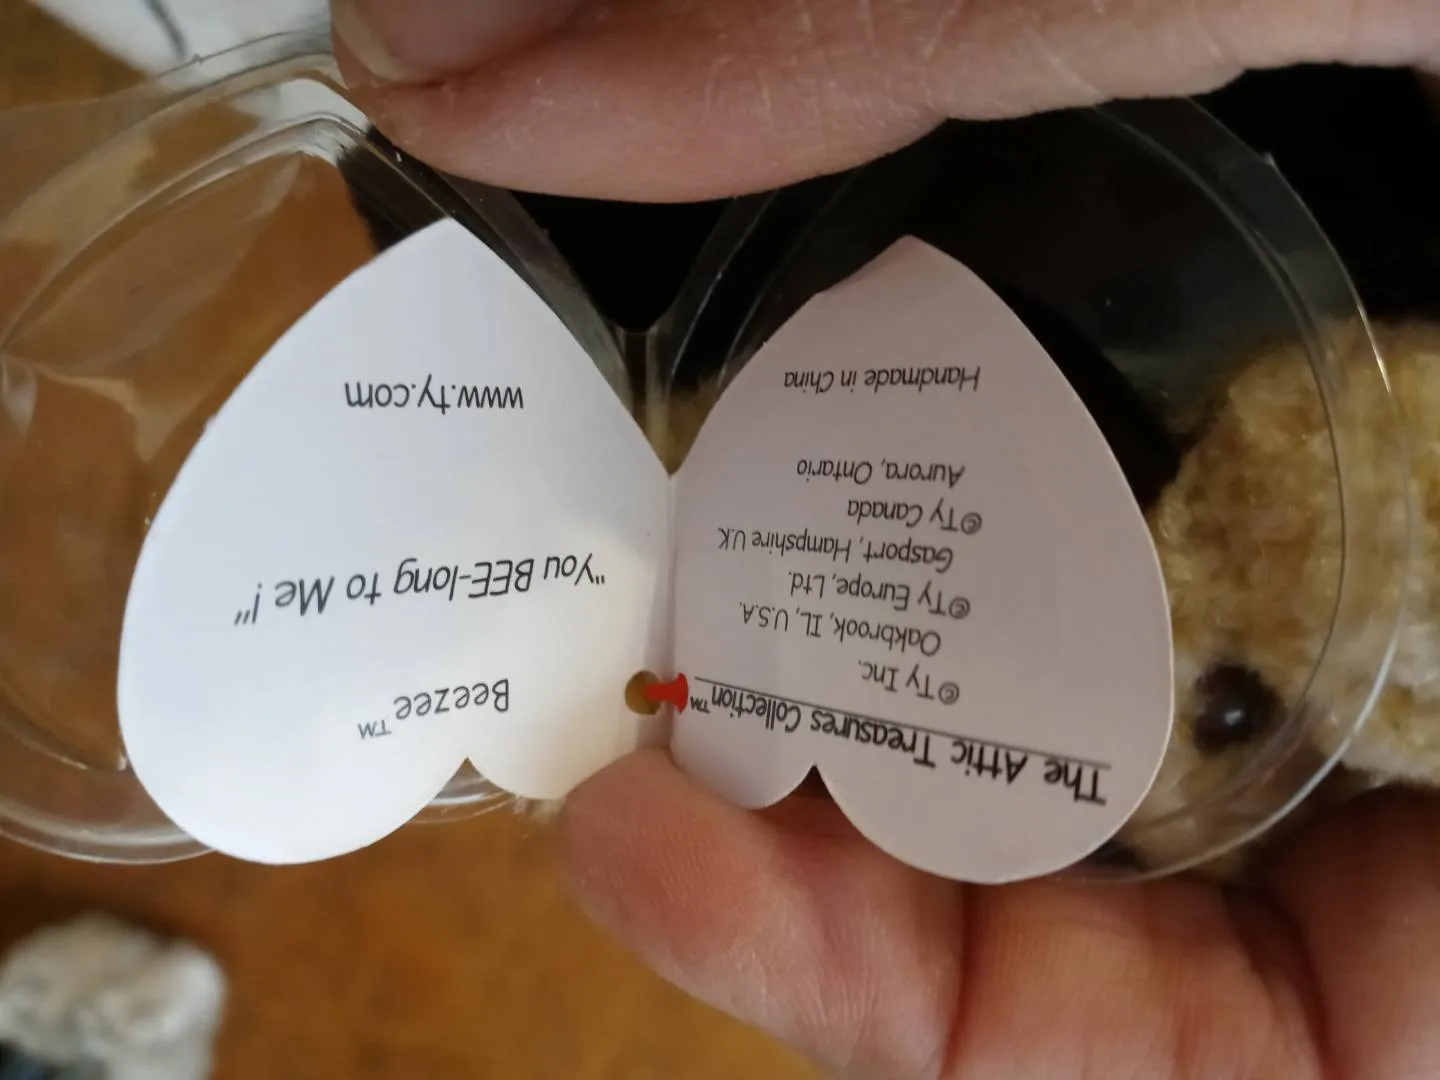 The Attic Treasures Collection™
©Ty Inc.
Oakbrook, IL, U.S.A.
©Ty Europe, Ltd.
Gasport, Hampshire U.K.
©Ty Canada
Aurora, Ontario
Handmade in China
Beezee™
"You BEE-long to Me!"
www.ty.com